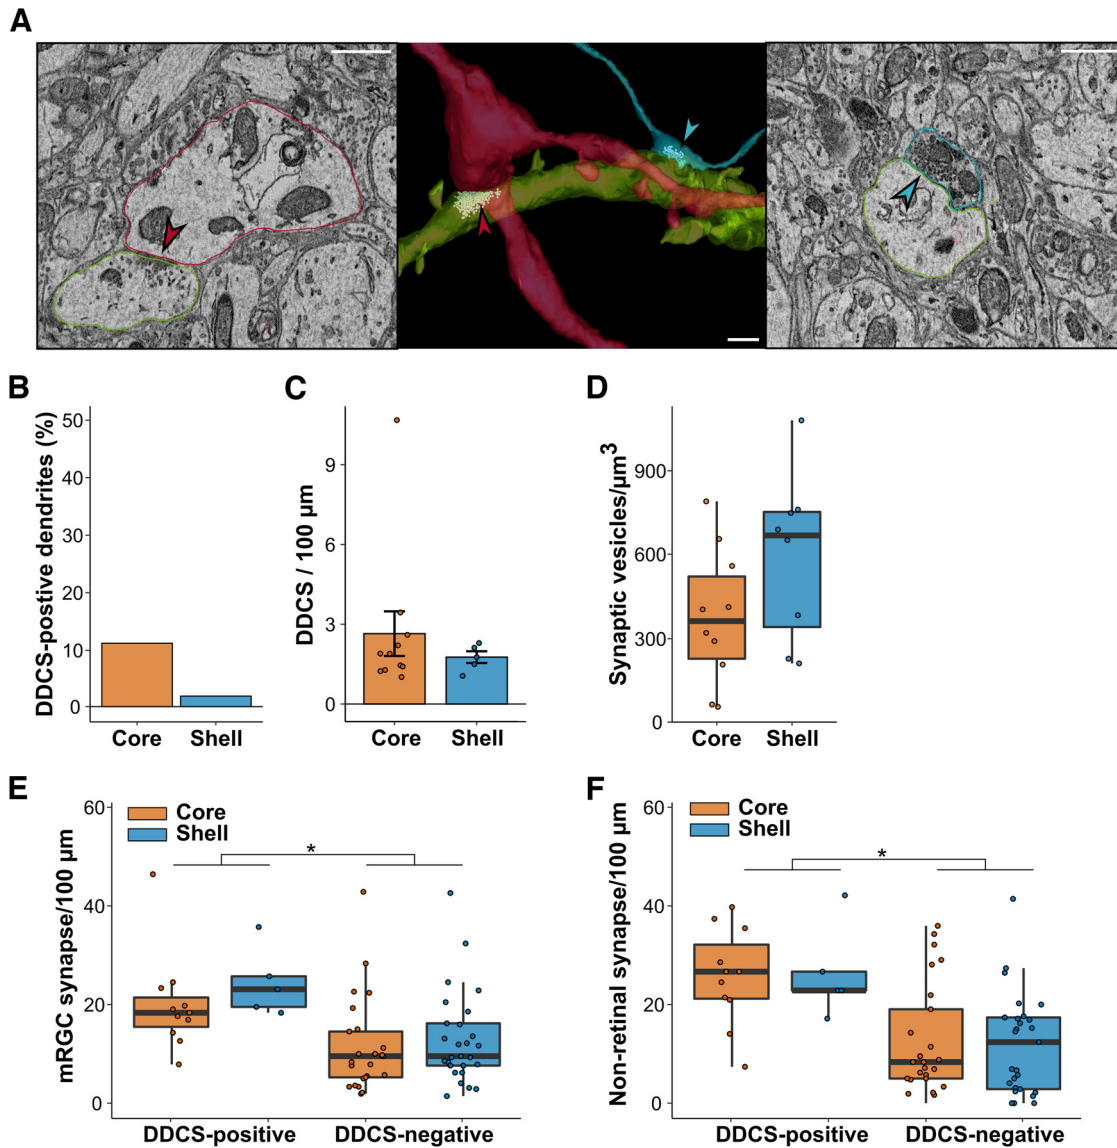 A
B
DDCS-postive dendrites (%)
50
40
30
20
10
0
Core
Shell
C
DDCS / 100 μm
9
6
3
0
Core
Shell
D
Synaptic vesicles/μm³
900
600
300
0
Core
Shell
E
mRGC synapse/100 μm
60
40
20
0
Core
Shell
*
DDCS-positive
DDCS-negative
F
Non-retinal synapse/100 μm
60
40
20
0
Core
Shell
*
DDCS-positive
DDCS-negative